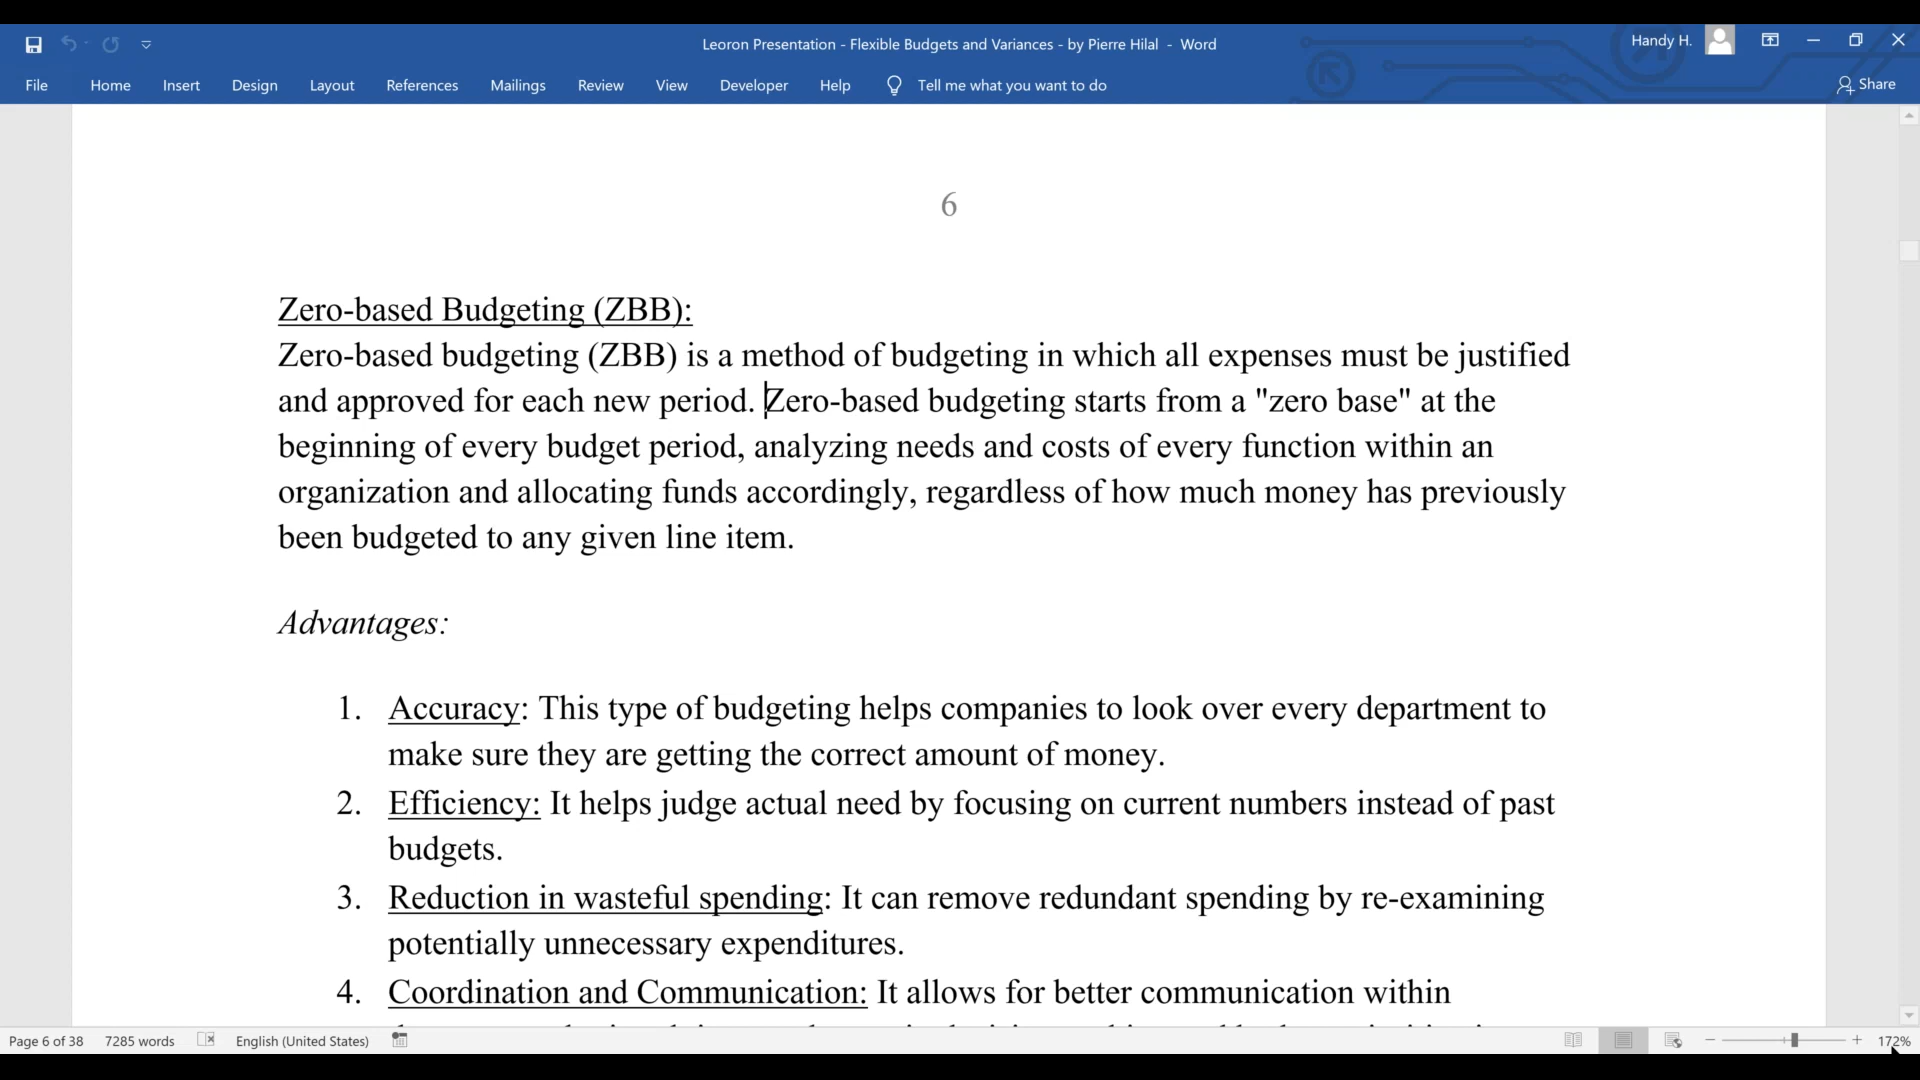 Leoron Presentation - Flexible Budgets and Variances - by Pierre Hilal - Word
Handy H.
File Home Insert Design Layout References Mailings Review View Developer Help Tell me what you want to do Share
6
Zero-based Budgeting (ZBB):
Zero-based budgeting (ZBB) is a method of budgeting in which all expenses must be justified
and approved for each new period. Zero-based budgeting starts from a "zero base" at the
beginning of every budget period, analyzing needs and costs of every function within an
organization and allocating funds accordingly, regardless of how much money has previously
been budgeted to any given line item.
Advantages:
1. Accuracy: This type of budgeting helps companies to look over every department to
make sure they are getting the correct amount of money.
2. Efficiency: It helps judge actual need by focusing on current numbers instead of past
budgets.
3. Reduction in wasteful spending: It can remove redundant spending by re-examining
potentially unnecessary expenditures.
4. Coordination and Communication: It allows for better communication within
Page 6 of 38 7285 words English (United States) 172%